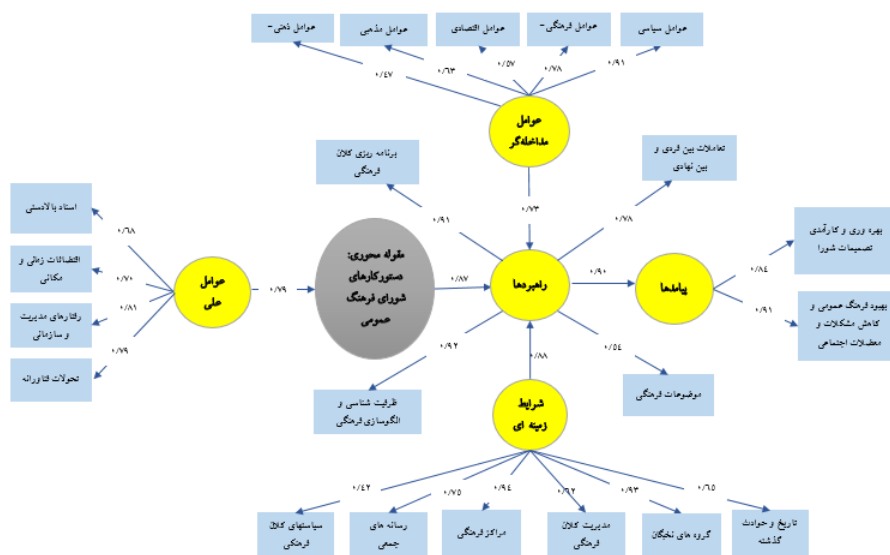 عوامل ذهنی-
عوامل مذهبی
عوامل اقتصادی
عوامل فرهنگی-
عوامل سیاسی
۰/۴۷
۰/۶۳
۰/۵۷
۰/۷۸
۰/۹۱
عوامل
مداخله‌گر
۰/۷۳
برنامه ریزی کلان
فرهنگی
۰/۹۱
تعاملات بین فردی و
بین نهادی
۰/۷۸
اسناد بالادستی
اقتضائات زمانی و
مکانی
رفتارهای مدیریت
و سازمانی
تحولات فناورانه
۰/۶۸
۰/۷۰
۰/۸۱
۰/۷۹
عوامل
علی
۰/۷۹
مقوله محوری:
دستورکارهای
شورای فرهنگ
عمومی
۰/۸۷
راهبردها
۰/۹۰
پیامدها
۰/۸۴
۰/۹۱
بهره وری و کارآمدی
تصمیمات شورا
بهبود فرهنگ عمومی و
کاهش مشکلات و
معضلات اجتماعی
۰/۹۲
ظرفیت شناسی و
الگوسازی فرهنگی
۰/۸۸
۰/۵۴
موضوعات فرهنگی
شرایط
زمینه ای
۰/۴۲
۰/۷۵
۰/۹۴
۰/۶۲
۰/۹۳
۰/۶۵
سیاستهای کلان
فرهنگی
رسانه های
جمعی
مراکز فرهنگی
مدیریت کلان
فرهنگی
گروه های نخبگان
تاریخ و حوادث
گذشته